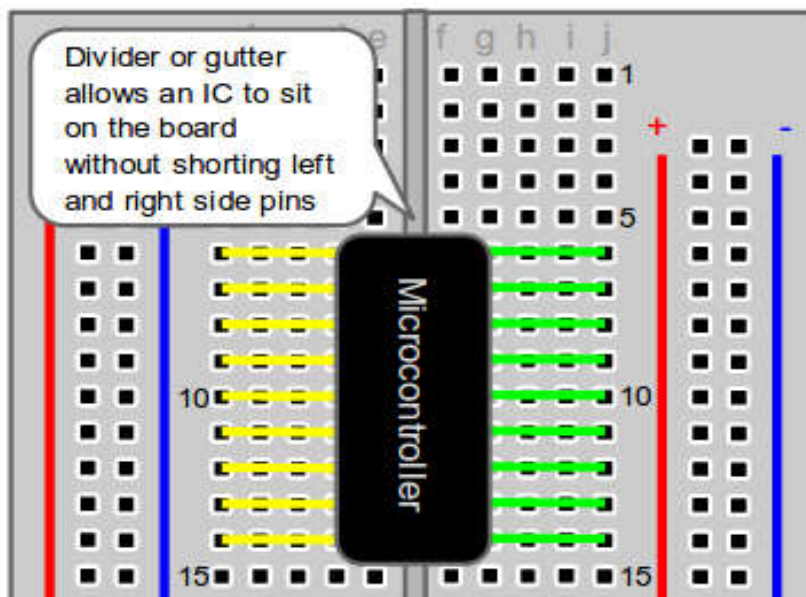 Divider or gutter
allows an IC to sit
on the board
without shorting left
and right side pins
e f g h i j
1
+ -
5
Microcontroller
10 10
15 15